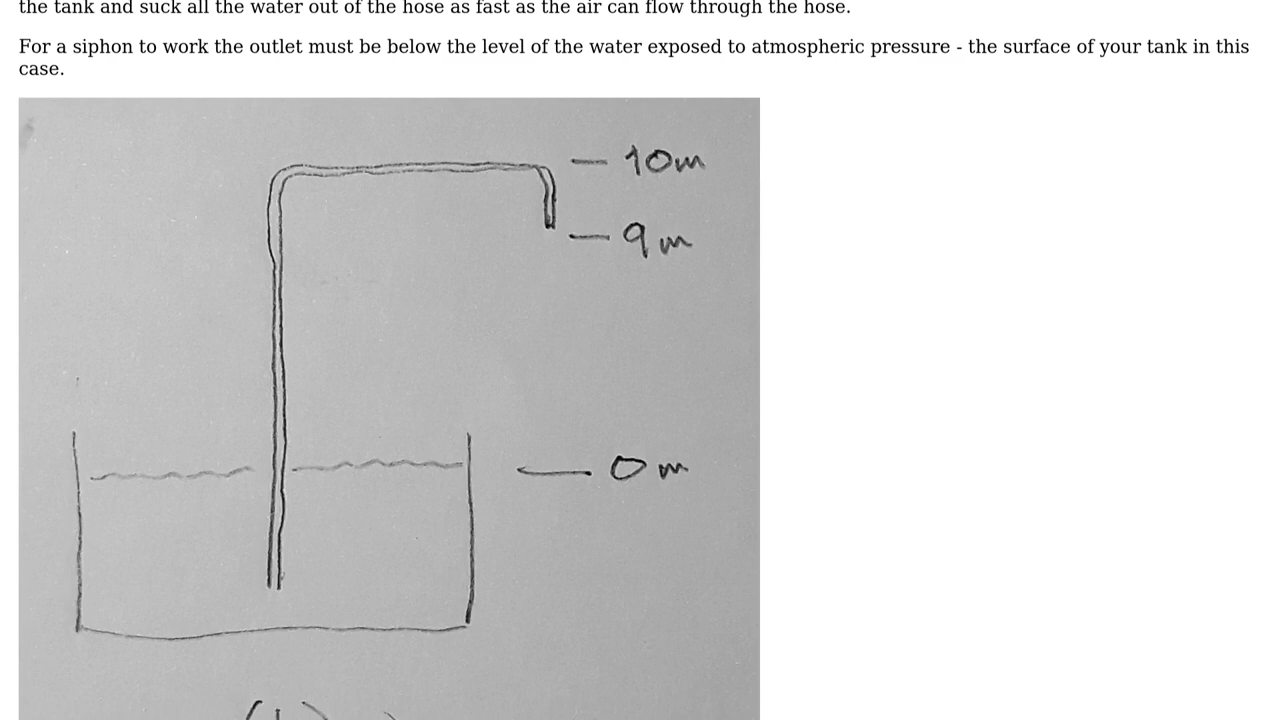 the tank and suck all the water out of the hose as fast as the air can flow through the hose.
For a siphon to work the outlet must be below the level of the water exposed to atmospheric pressure - the surface of your tank in this
case.
10m
9m
0m